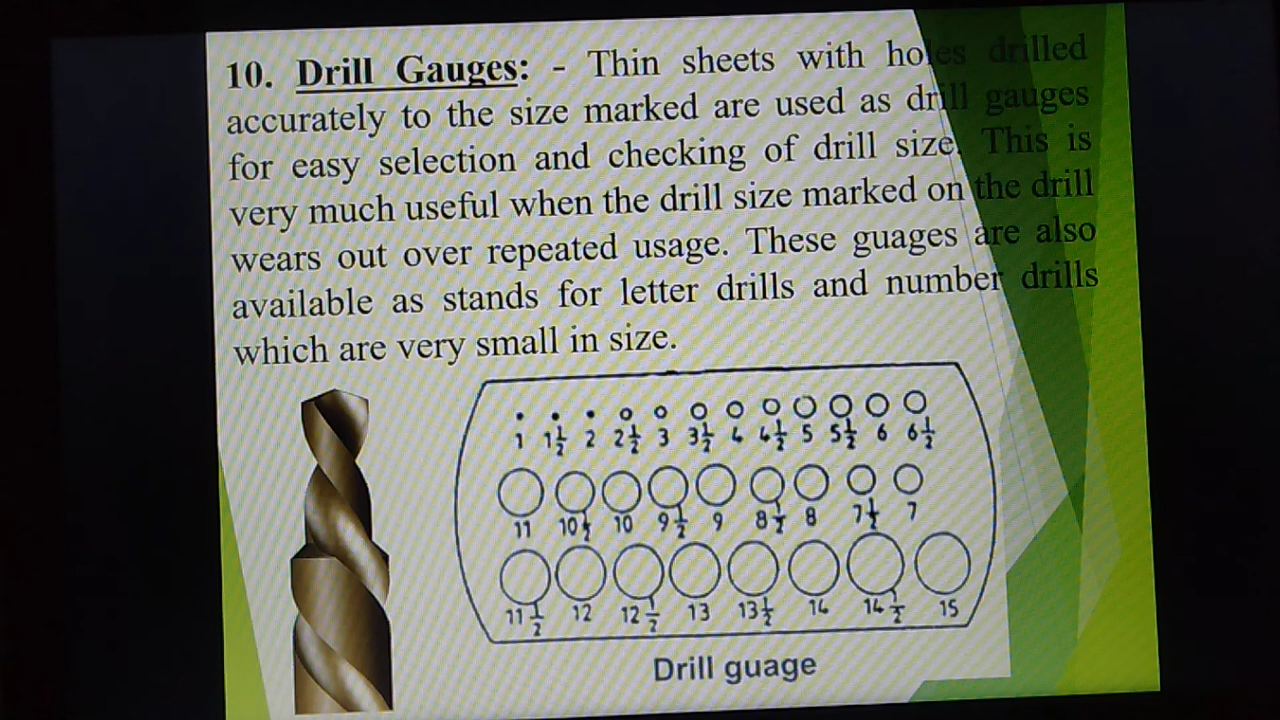 10. Drill Gauges: - Thin sheets with holes drilled
accurately to the size marked are used as drill gauges
for easy selection and checking of drill size. This is
very much useful when the drill size marked on the drill
wears out over repeated usage. These guages are also
available as stands for letter drills and number drills
which are very small in size.
1 1½ 2 2½ 3 3½ 4 4½ 5 5½ 6 6½
11 10½ 10 9½ 9 8½ 8 7½ 7
11½ 12 12½ 13 13½ 14 14½ 15
Drill guage